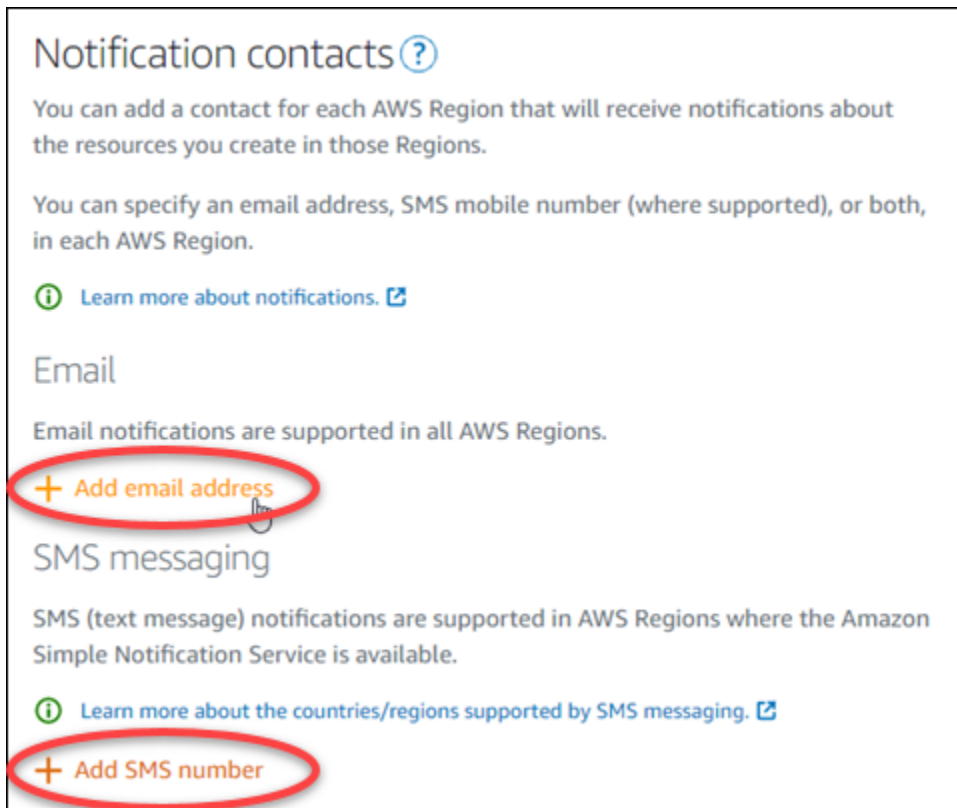 Notification contacts ?
You can add a contact for each AWS Region that will receive notifications about
the resources you create in those Regions.
You can specify an email address, SMS mobile number (where supported), or both,
in each AWS Region.
Learn more about notifications.
Email
Email notifications are supported in all AWS Regions.
+ Add email address
SMS messaging
SMS (text message) notifications are supported in AWS Regions where the Amazon
Simple Notification Service is available.
Learn more about the countries/regions supported by SMS messaging.
+ Add SMS number